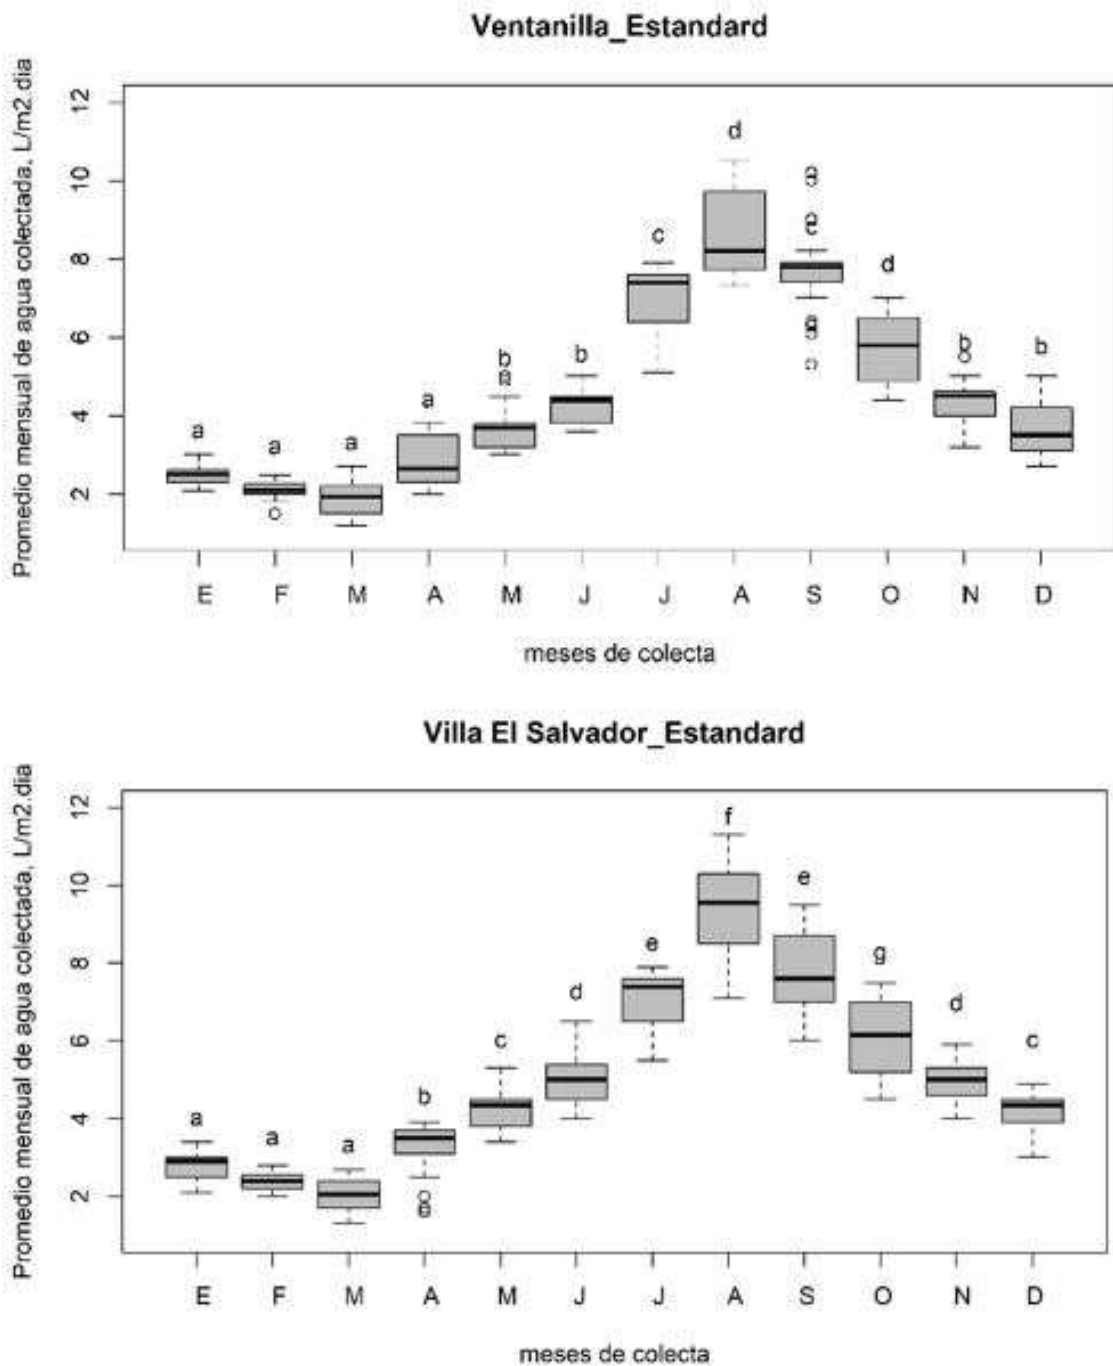 Ventanilla_Estandard
Promedio mensual de agua colectada, L/m2.dia
12
10
8
6
4
2
a
a
a
a
b
b
c
d
d
b
b
E F M A M J J A S O N D
meses de colecta
Villa El Salvador_Estandard
Promedio mensual de agua colectada, L/m2.dia
12
10
8
6
4
2
a
a
a
b
c
d
e
f
e
g
d
c
E F M A M J J A S O N D
meses de colecta